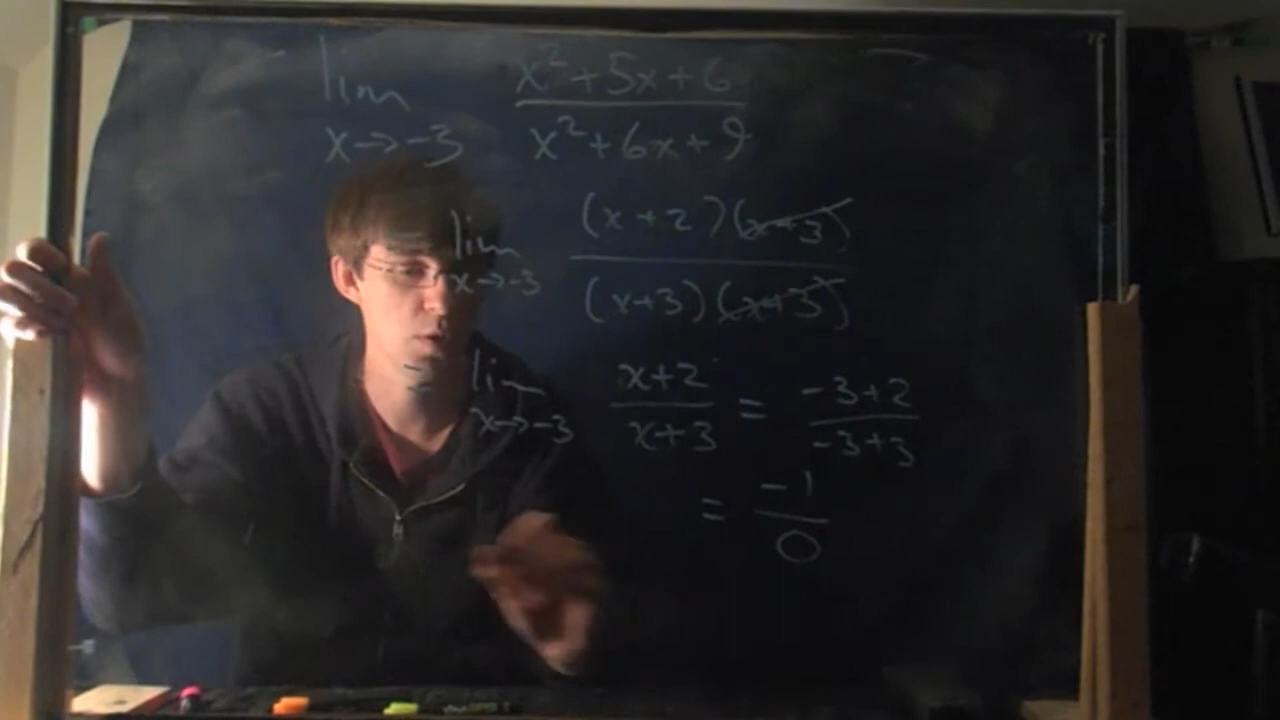 lim x²+5x+6
x→-3 x²+6x+9
= lim (x+2)(x+3)
x→-3 (x+3)(x+3)
= lim x+2 = -3+2
x→-3 x+3 -3+3
= -1
0